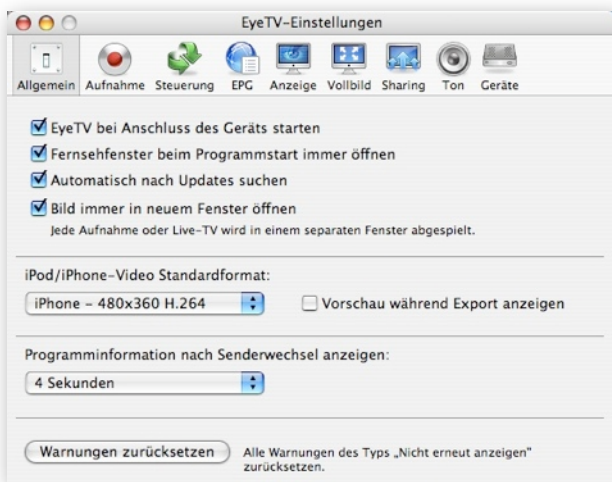 EyeTV-Einstellungen
Allgemein Aufnahme Steuerung EPG Anzeige Vollbild Sharing Ton Geräte
EyeTV bei Anschluss des Geräts starten
Fernsehfenster beim Programmstart immer öffnen
Automatisch nach Updates suchen
Bild immer in neuem Fenster öffnen
Jede Aufnahme oder Live-TV wird in einem separaten Fenster abgespielt.
iPod/iPhone-Video Standardformat:
iPhone – 480x360 H.264 Vorschau während Export anzeigen
Programminformation nach Senderwechsel anzeigen:
4 Sekunden
Warnungen zurücksetzen Alle Warnungen des Typs „Nicht erneut anzeigen”
zurücksetzen.